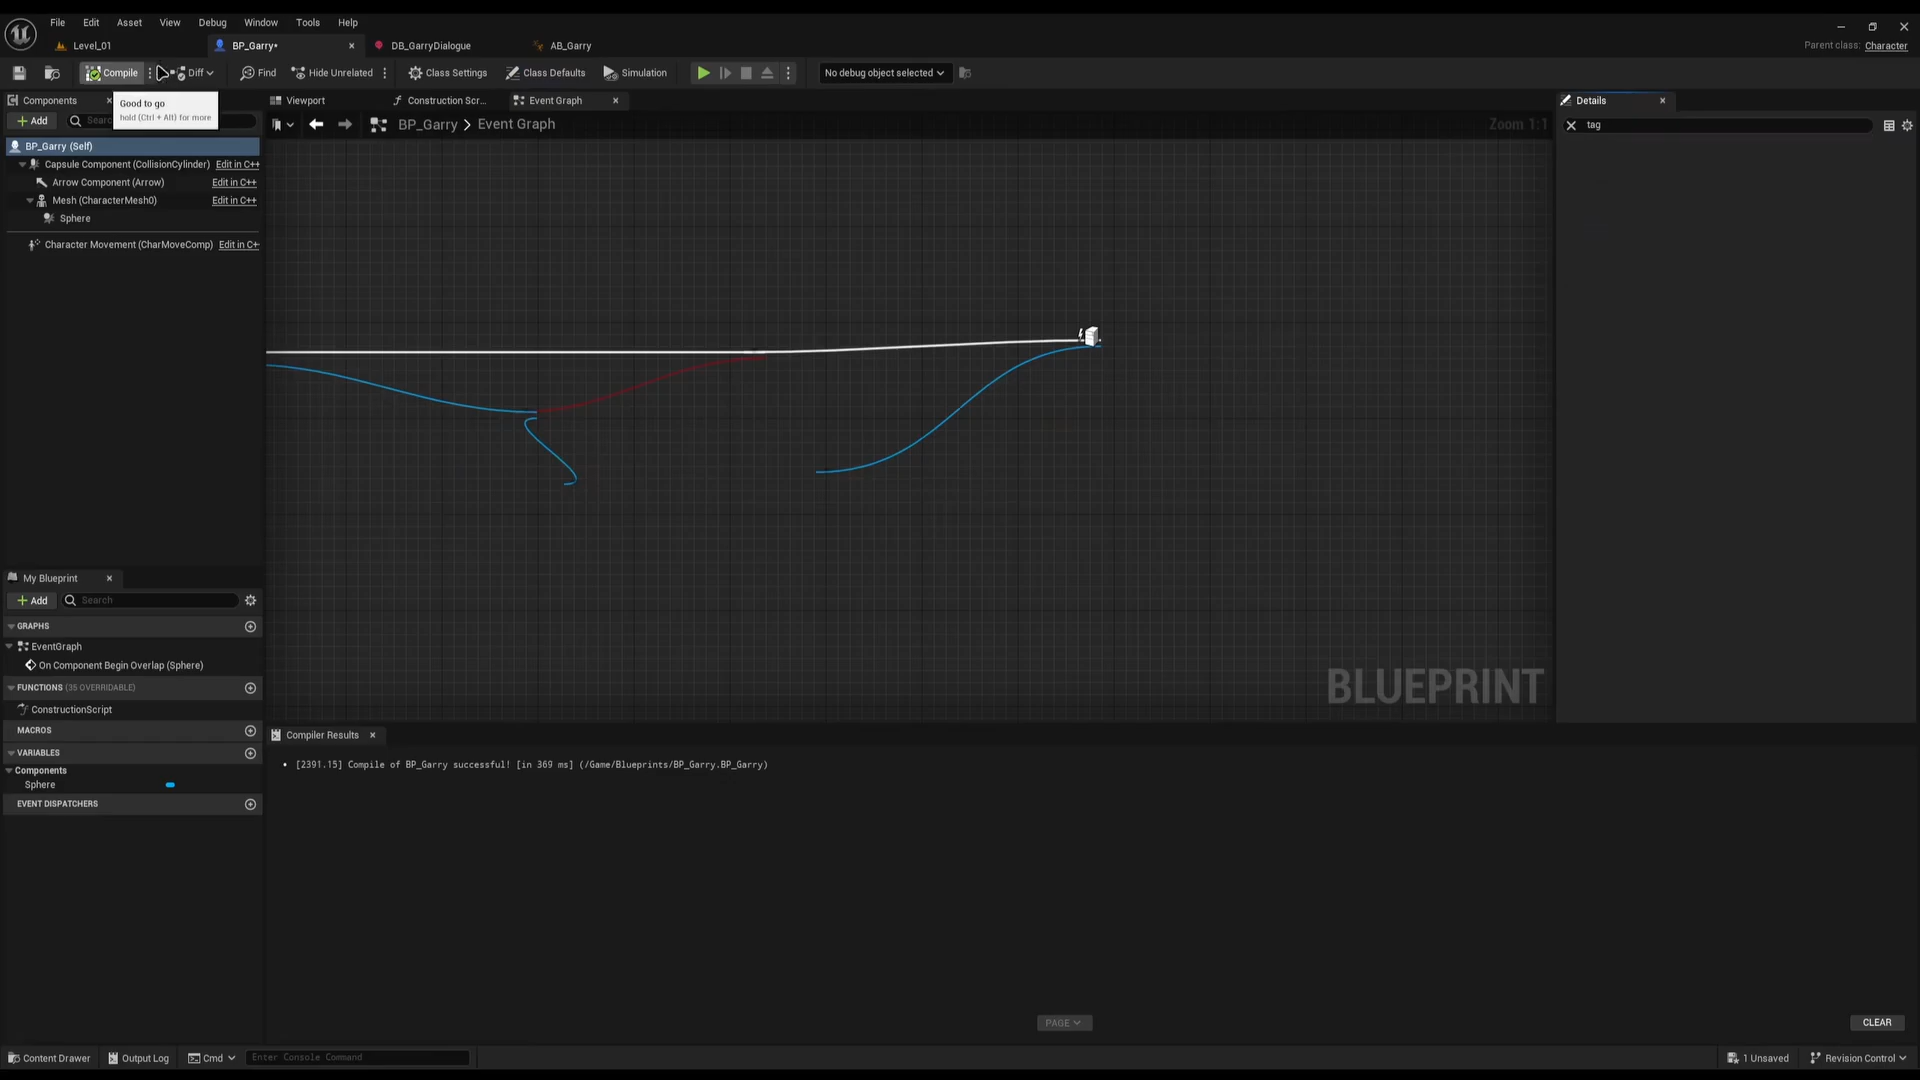 File Edit Asset View Debug Window Tools Help
Level_01 BP_Garry* DB_GarryDialogue AB_Garry Parent class: Character
Compile Diff Find Hide Unrelated Class Settings Class Defaults Simulation No debug object selected
Good to go
hold (Ctrl + Alt) for more
Components Viewport Construction Scr... Event Graph Details
Add Searc BP_Garry > Event Graph Zoom 1:1 tag
BP_Garry (Self)
Capsule Component (CollisionCylinder) Edit in C++
Arrow Component (Arrow) Edit in C++
Mesh (CharacterMesh0) Edit in C++
Sphere
Character Movement (CharMoveComp) Edit in C+
BLUEPRINT
My Blueprint
+ Add Search
GRAPHS
EventGraph
On Component Begin Overlap (Sphere)
FUNCTIONS (35 OVERRIDABLE)
ConstructionScript
MACROS
VARIABLES
Components
Sphere
EVENT DISPATCHERS
Compiler Results
• [2391.15] Compile of BP_Garry successful! [in 369 ms] (/Game/Blueprints/BP_Garry.BP_Garry)
PAGE CLEAR
Content Drawer Output Log Cmd Enter Console Command 1 Unsaved Revision Control